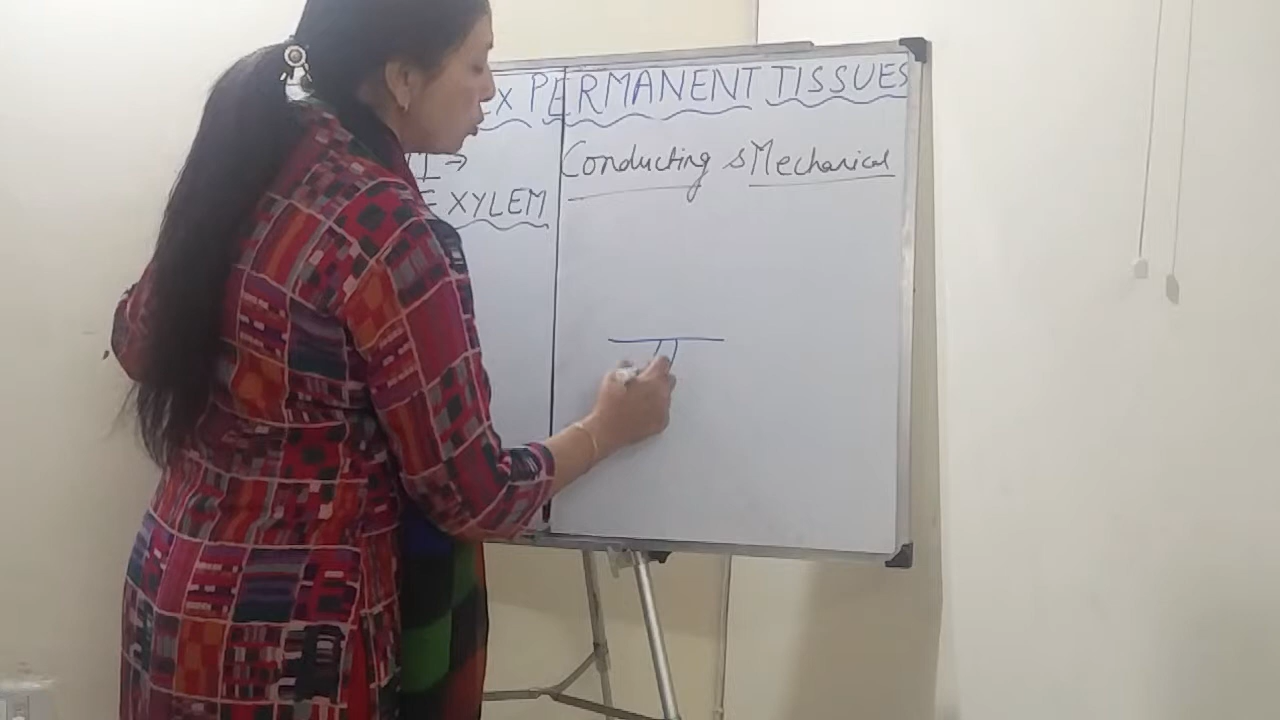 X PERMANENT TISSUES
I →
XYLEM
Conducting & Mechanical